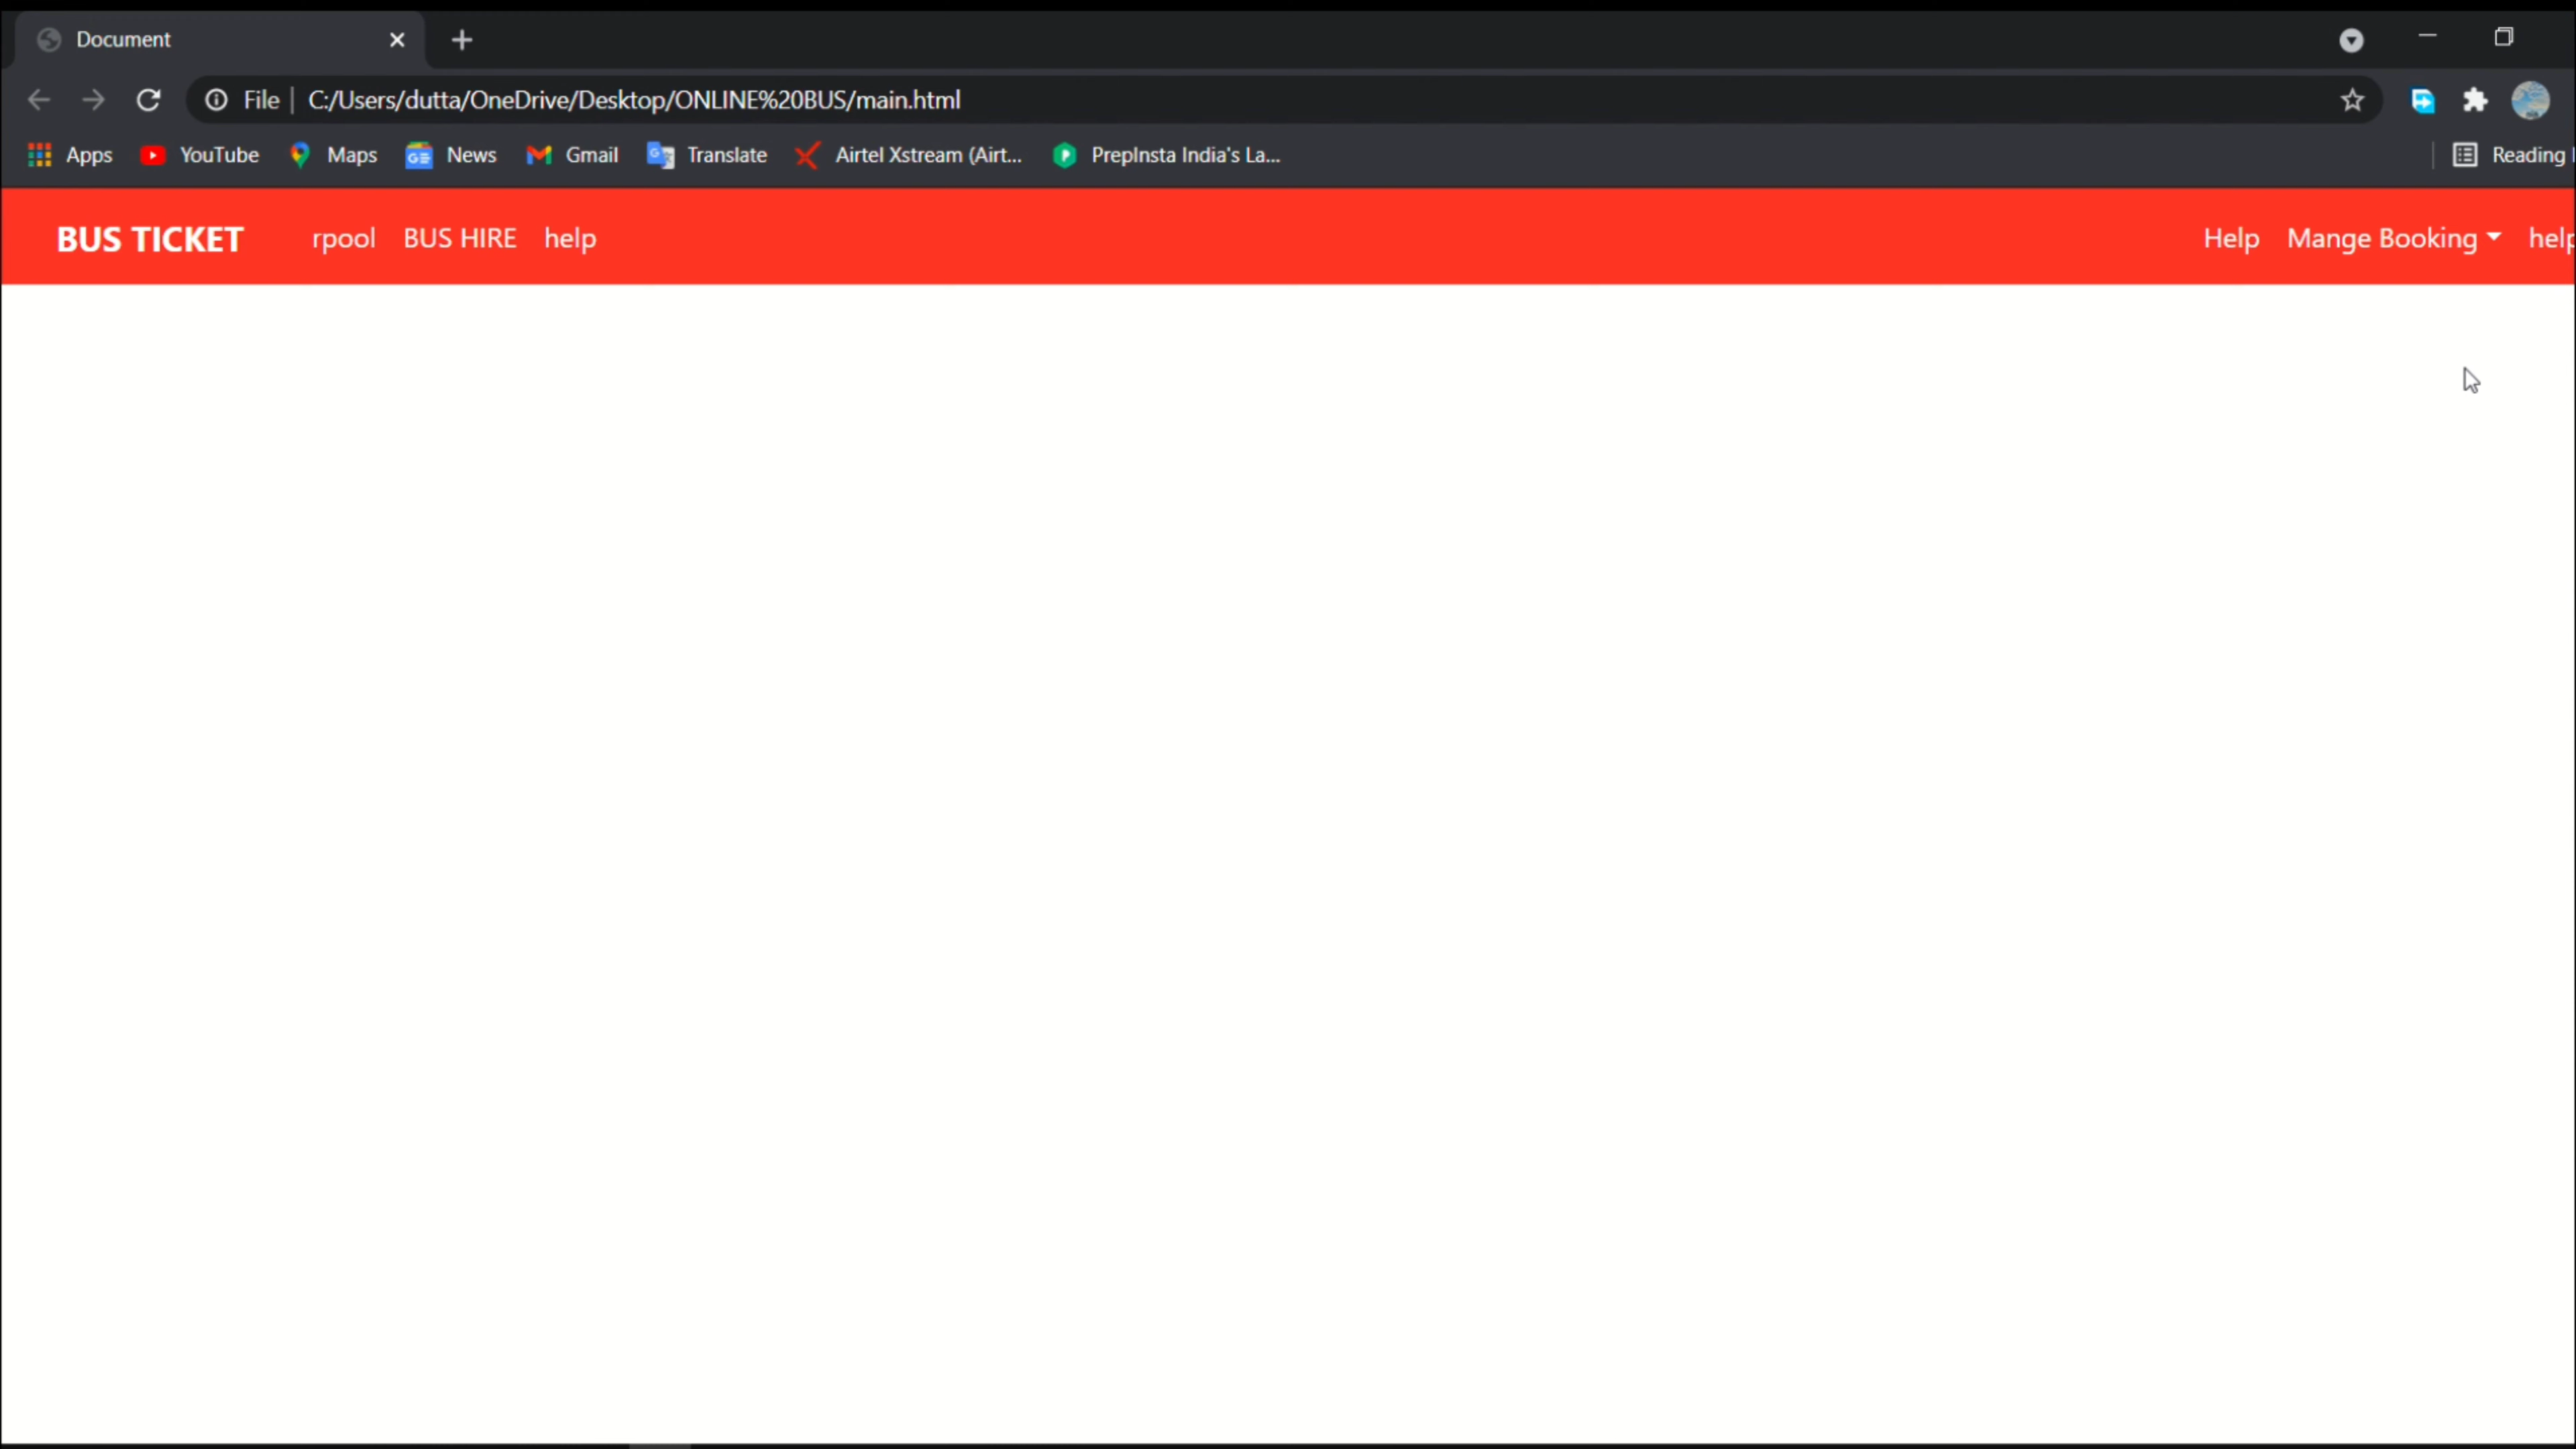 Document
File | C:/Users/dutta/OneDrive/Desktop/ONLINE%20BUS/main.html
Apps YouTube Maps News Gmail Translate Airtel Xstream (Airt... PrepInsta India's La... Reading
BUS TICKET rpool BUS HIRE help Help Mange Booking help